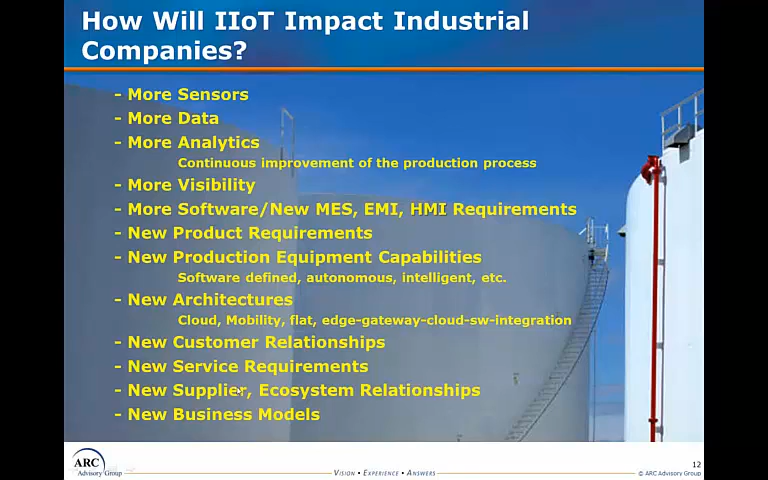 How Will IIoT Impact Industrial
Companies?
- More Sensors
- More Data
- More Analytics
Continuous improvement of the production process
- More Visibility
- More Software/New MES, EMI, HMI Requirements
- New Product Requirements
- New Production Equipment Capabilities
Software defined, autonomous, intelligent, etc.
- New Architectures
Cloud, Mobility, flat, edge-gateway-cloud-sw-integration
- New Customer Relationships
- New Service Requirements
- New Supplier, Ecosystem Relationships
- New Business Models
ARC
Advisory Group
VISION • EXPERIENCE • ANSWERS
12
© ARC Advisory Group